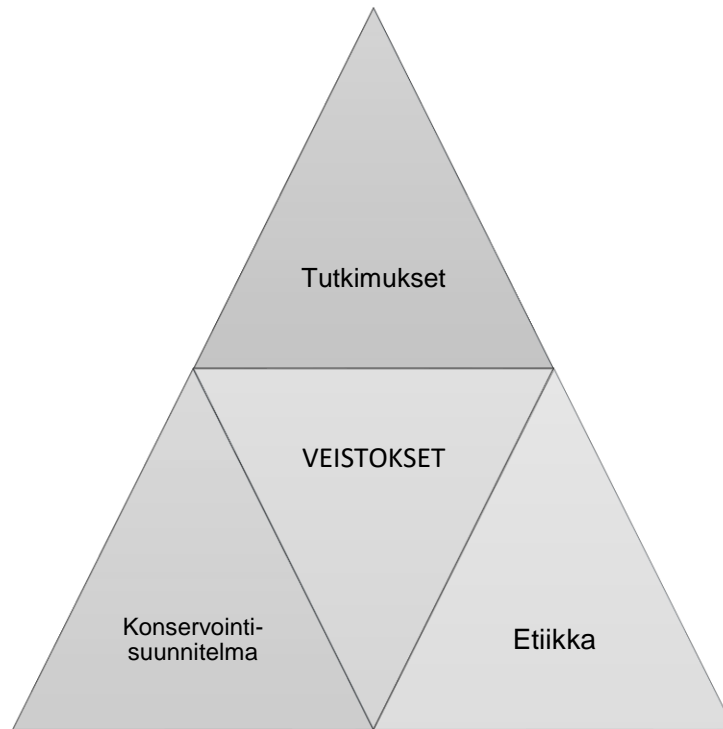 Tutkimukset
VEISTOKSET
Konservointi-
suunnitelma
Etiikka